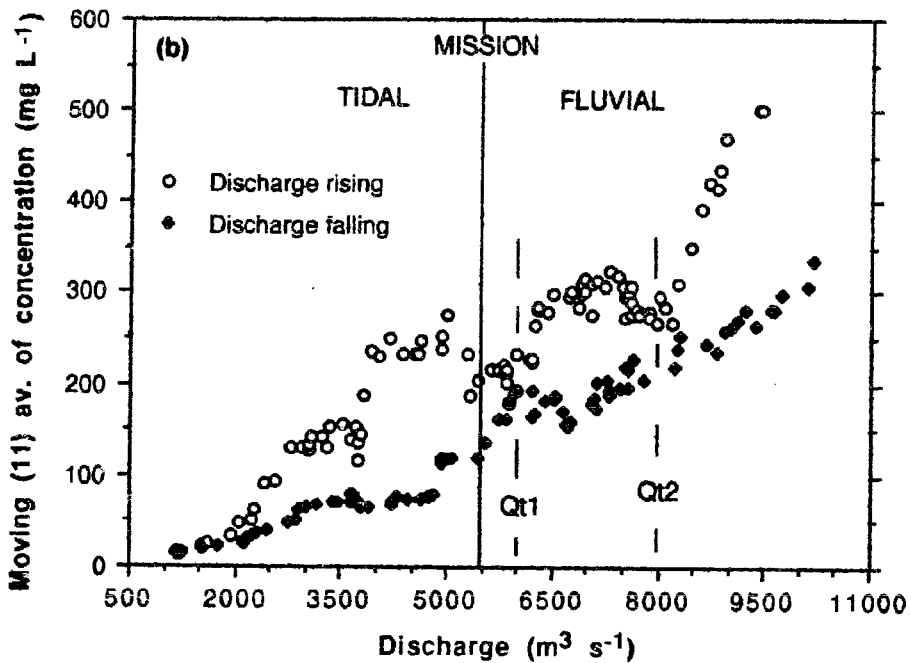 Moving (11) av. of concentration (mg L⁻¹)
600
500
400
300
200
100
0
(b)
MISSION
TIDAL
FLUVIAL
Discharge rising
Discharge falling
Qt1
Qt2
500
2000
3500
5000
6500
8000
9500
11000
Discharge (m³ s⁻¹)